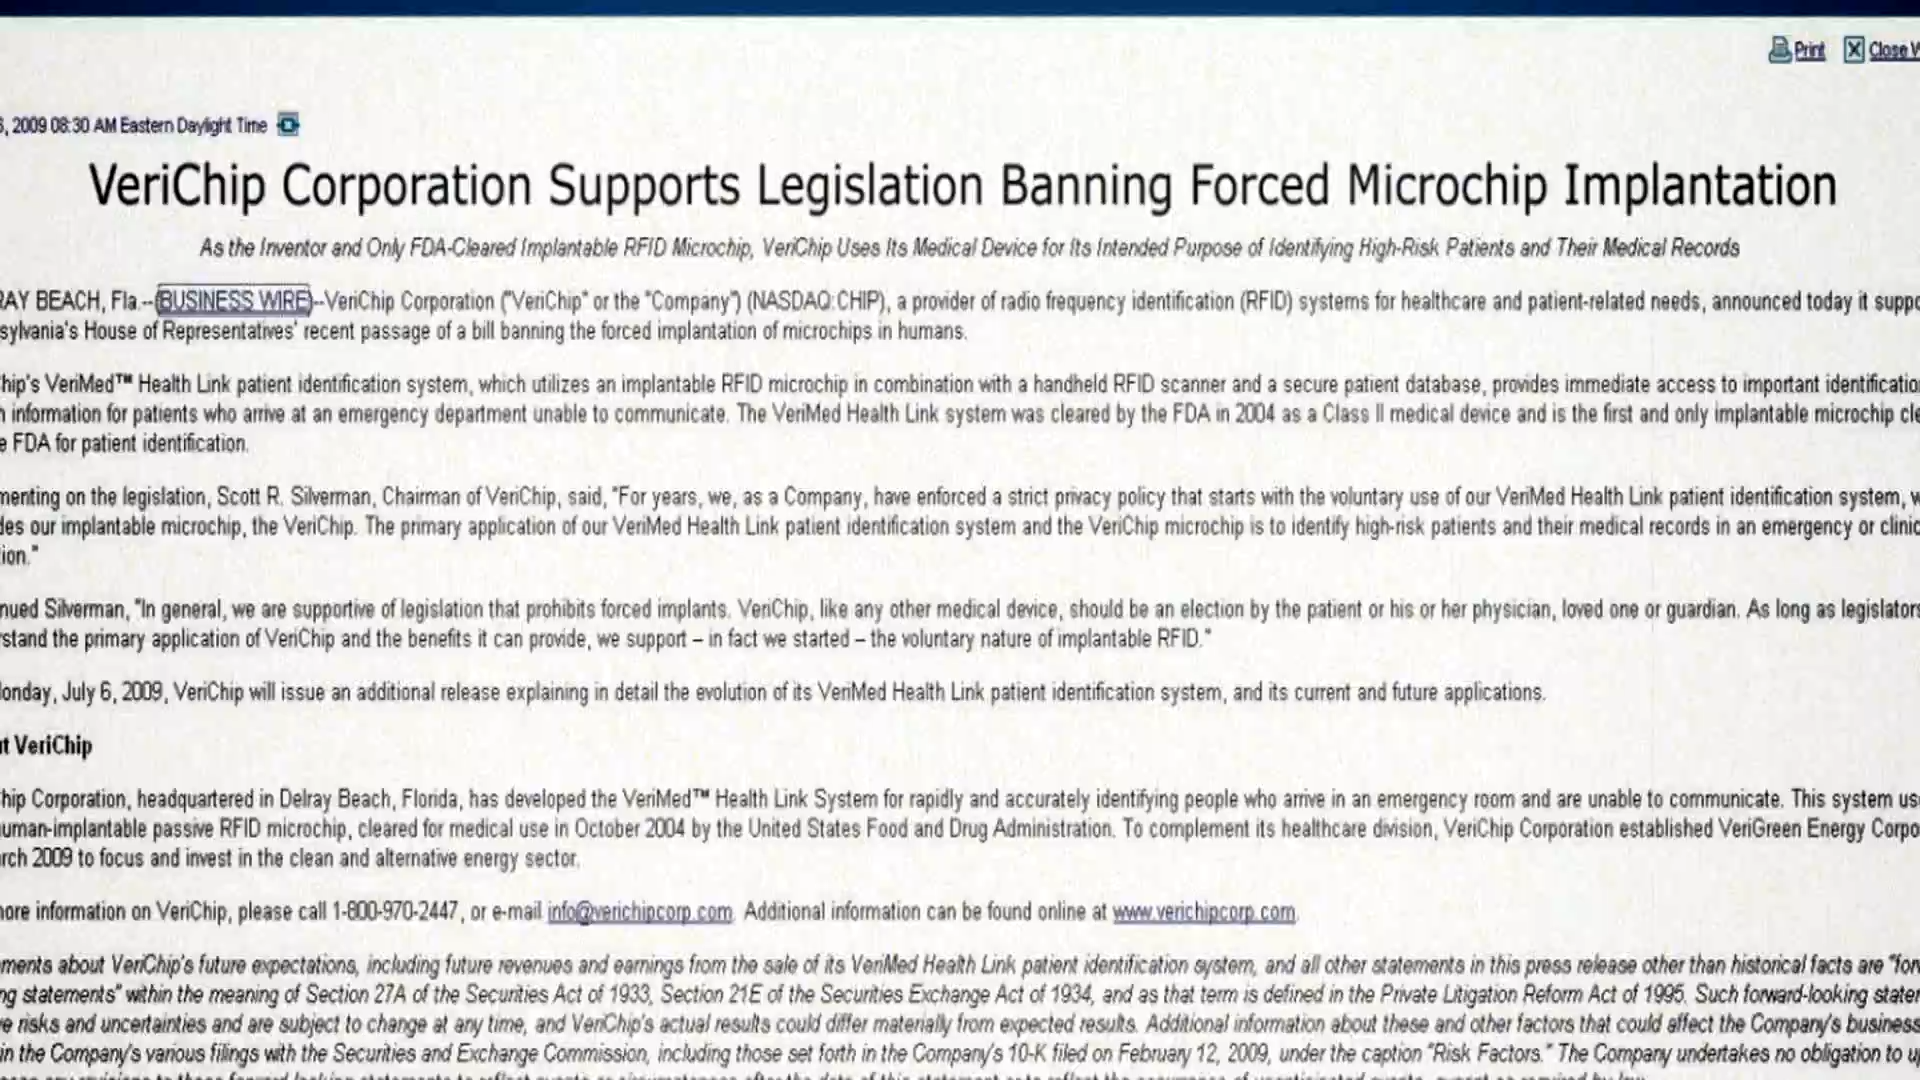 Print Close
, 2009 08:30 AM Eastern Daylight Time
VeriChip Corporation Supports Legislation Banning Forced Microchip Implantation
As the Inventor and Only FDA-Cleared Implantable RFID Microchip, VeriChip Uses Its Medical Device for Its Intended Purpose of Identifying High-Risk Patients and Their Medical Records
RAY BEACH, Fla.--(BUSINESS WIRE)--VeriChip Corporation ("VeriChip" or the "Company") (NASDAQ:CHIP), a provider of radio frequency identification (RFID) systems for healthcare and patient-related needs, announced today it suppo
sylvania's House of Representatives' recent passage of a bill banning the forced implantation of microchips in humans.
hip's VeriMed™ Health Link patient identification system, which utilizes an implantable RFID microchip in combination with a handheld RFID scanner and a secure patient database, provides immediate access to important identificatio
information for patients who arrive at an emergency department unable to communicate. The VeriMed Health Link system was cleared by the FDA in 2004 as a Class II medical device and is the first and only implantable microchip cle
e FDA for patient identification.
menting on the legislation, Scott R. Silverman, Chairman of VeriChip, said, "For years, we, as a Company, have enforced a strict privacy policy that starts with the voluntary use of our VeriMed Health Link patient identification system, w
des our implantable microchip, the VeriChip. The primary application of our VeriMed Health Link patient identification system and the VeriChip microchip is to identify high-risk patients and their medical records in an emergency or clinic
ion."
nued Silverman, "In general, we are supportive of legislation that prohibits forced implants. VeriChip, like any other medical device, should be an election by the patient or his or her physician, loved one or guardian. As long as legislators
stand the primary application of VeriChip and the benefits it can provide, we support – in fact we started – the voluntary nature of implantable RFID."
onday, July 6, 2009, VeriChip will issue an additional release explaining in detail the evolution of its VeriMed Health Link patient identification system, and its current and future applications.
t VeriChip
hip Corporation, headquartered in Delray Beach, Florida, has developed the VeriMed™ Health Link System for rapidly and accurately identifying people who arrive in an emergency room and are unable to communicate. This system us
uman-implantable passive RFID microchip, cleared for medical use in October 2004 by the United States Food and Drug Administration. To complement its healthcare division, VeriChip Corporation established VeriGreen Energy Corpo
rch 2009 to focus and invest in the clean and alternative energy sector.
ore information on VeriChip, please call 1-800-970-2447, or e-mail info@verichipcorp.com. Additional information can be found online at www.verichipcorp.com.
ments about VeriChip's future expectations, including future revenues and earnings from the sale of its VeriMed Health Link patient identification system, and all other statements in this press release other than historical facts are "for
ng statements" within the meaning of Section 27A of the Securities Act of 1933, Section 21E of the Securities Exchange Act of 1934, and as that term is defined in the Private Litigation Reform Act of 1995. Such forward-looking state
e risks and uncertainties and are subject to change at any time, and VeriChip's actual results could differ materially from expected results. Additional information about these and other factors that could affect the Company's business
in the Company's various filings with the Securities and Exchange Commission, including those set forth in the Company's 10-K filed on February 12, 2009, under the caption "Risk Factors." The Company undertakes no obligation to up